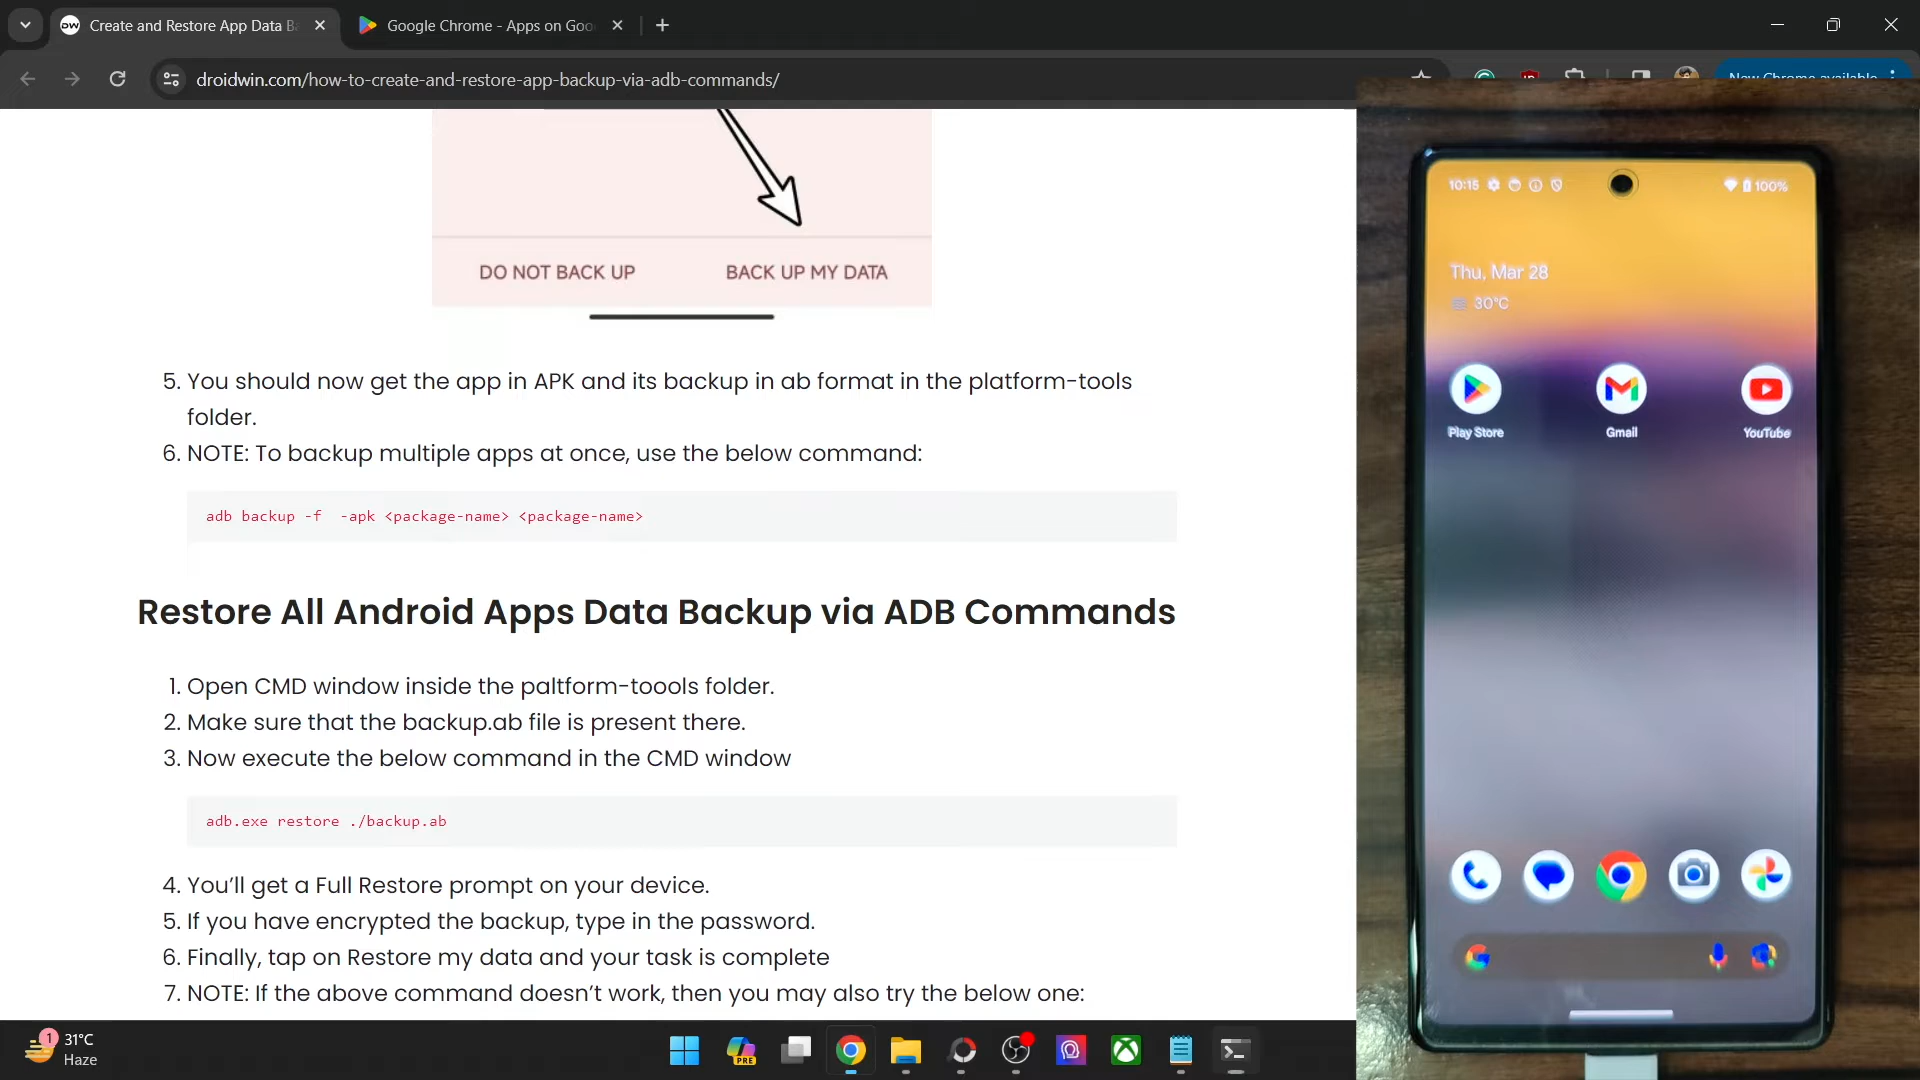 Create and Restore App Data Ba
Google Chrome - Apps on Goo
droidwin.com/how-to-create-and-restore-app-backup-via-adb-commands/
New Chrome available
DO NOT BACK UP
BACK UP MY DATA
5. You should now get the app in APK and its backup in ab format in the platform-tools
folder.
6. NOTE: To backup multiple apps at once, use the below command:
adb backup -f  -apk <package-name> <package-name>
Restore All Android Apps Data Backup via ADB Commands
1. Open CMD window inside the paltform-toools folder.
2. Make sure that the backup.ab file is present there.
3. Now execute the below command in the CMD window
adb.exe restore ./backup.ab
4. You'll get a Full Restore prompt on your device.
5. If you have encrypted the backup, type in the password.
6. Finally, tap on Restore my data and your task is complete
7. NOTE: If the above command doesn't work, then you may also try the below one:
10:15
100%
Thu, Mar 28
30°C
Play Store
Gmail
YouTube
1
31°C
Haze
PRE